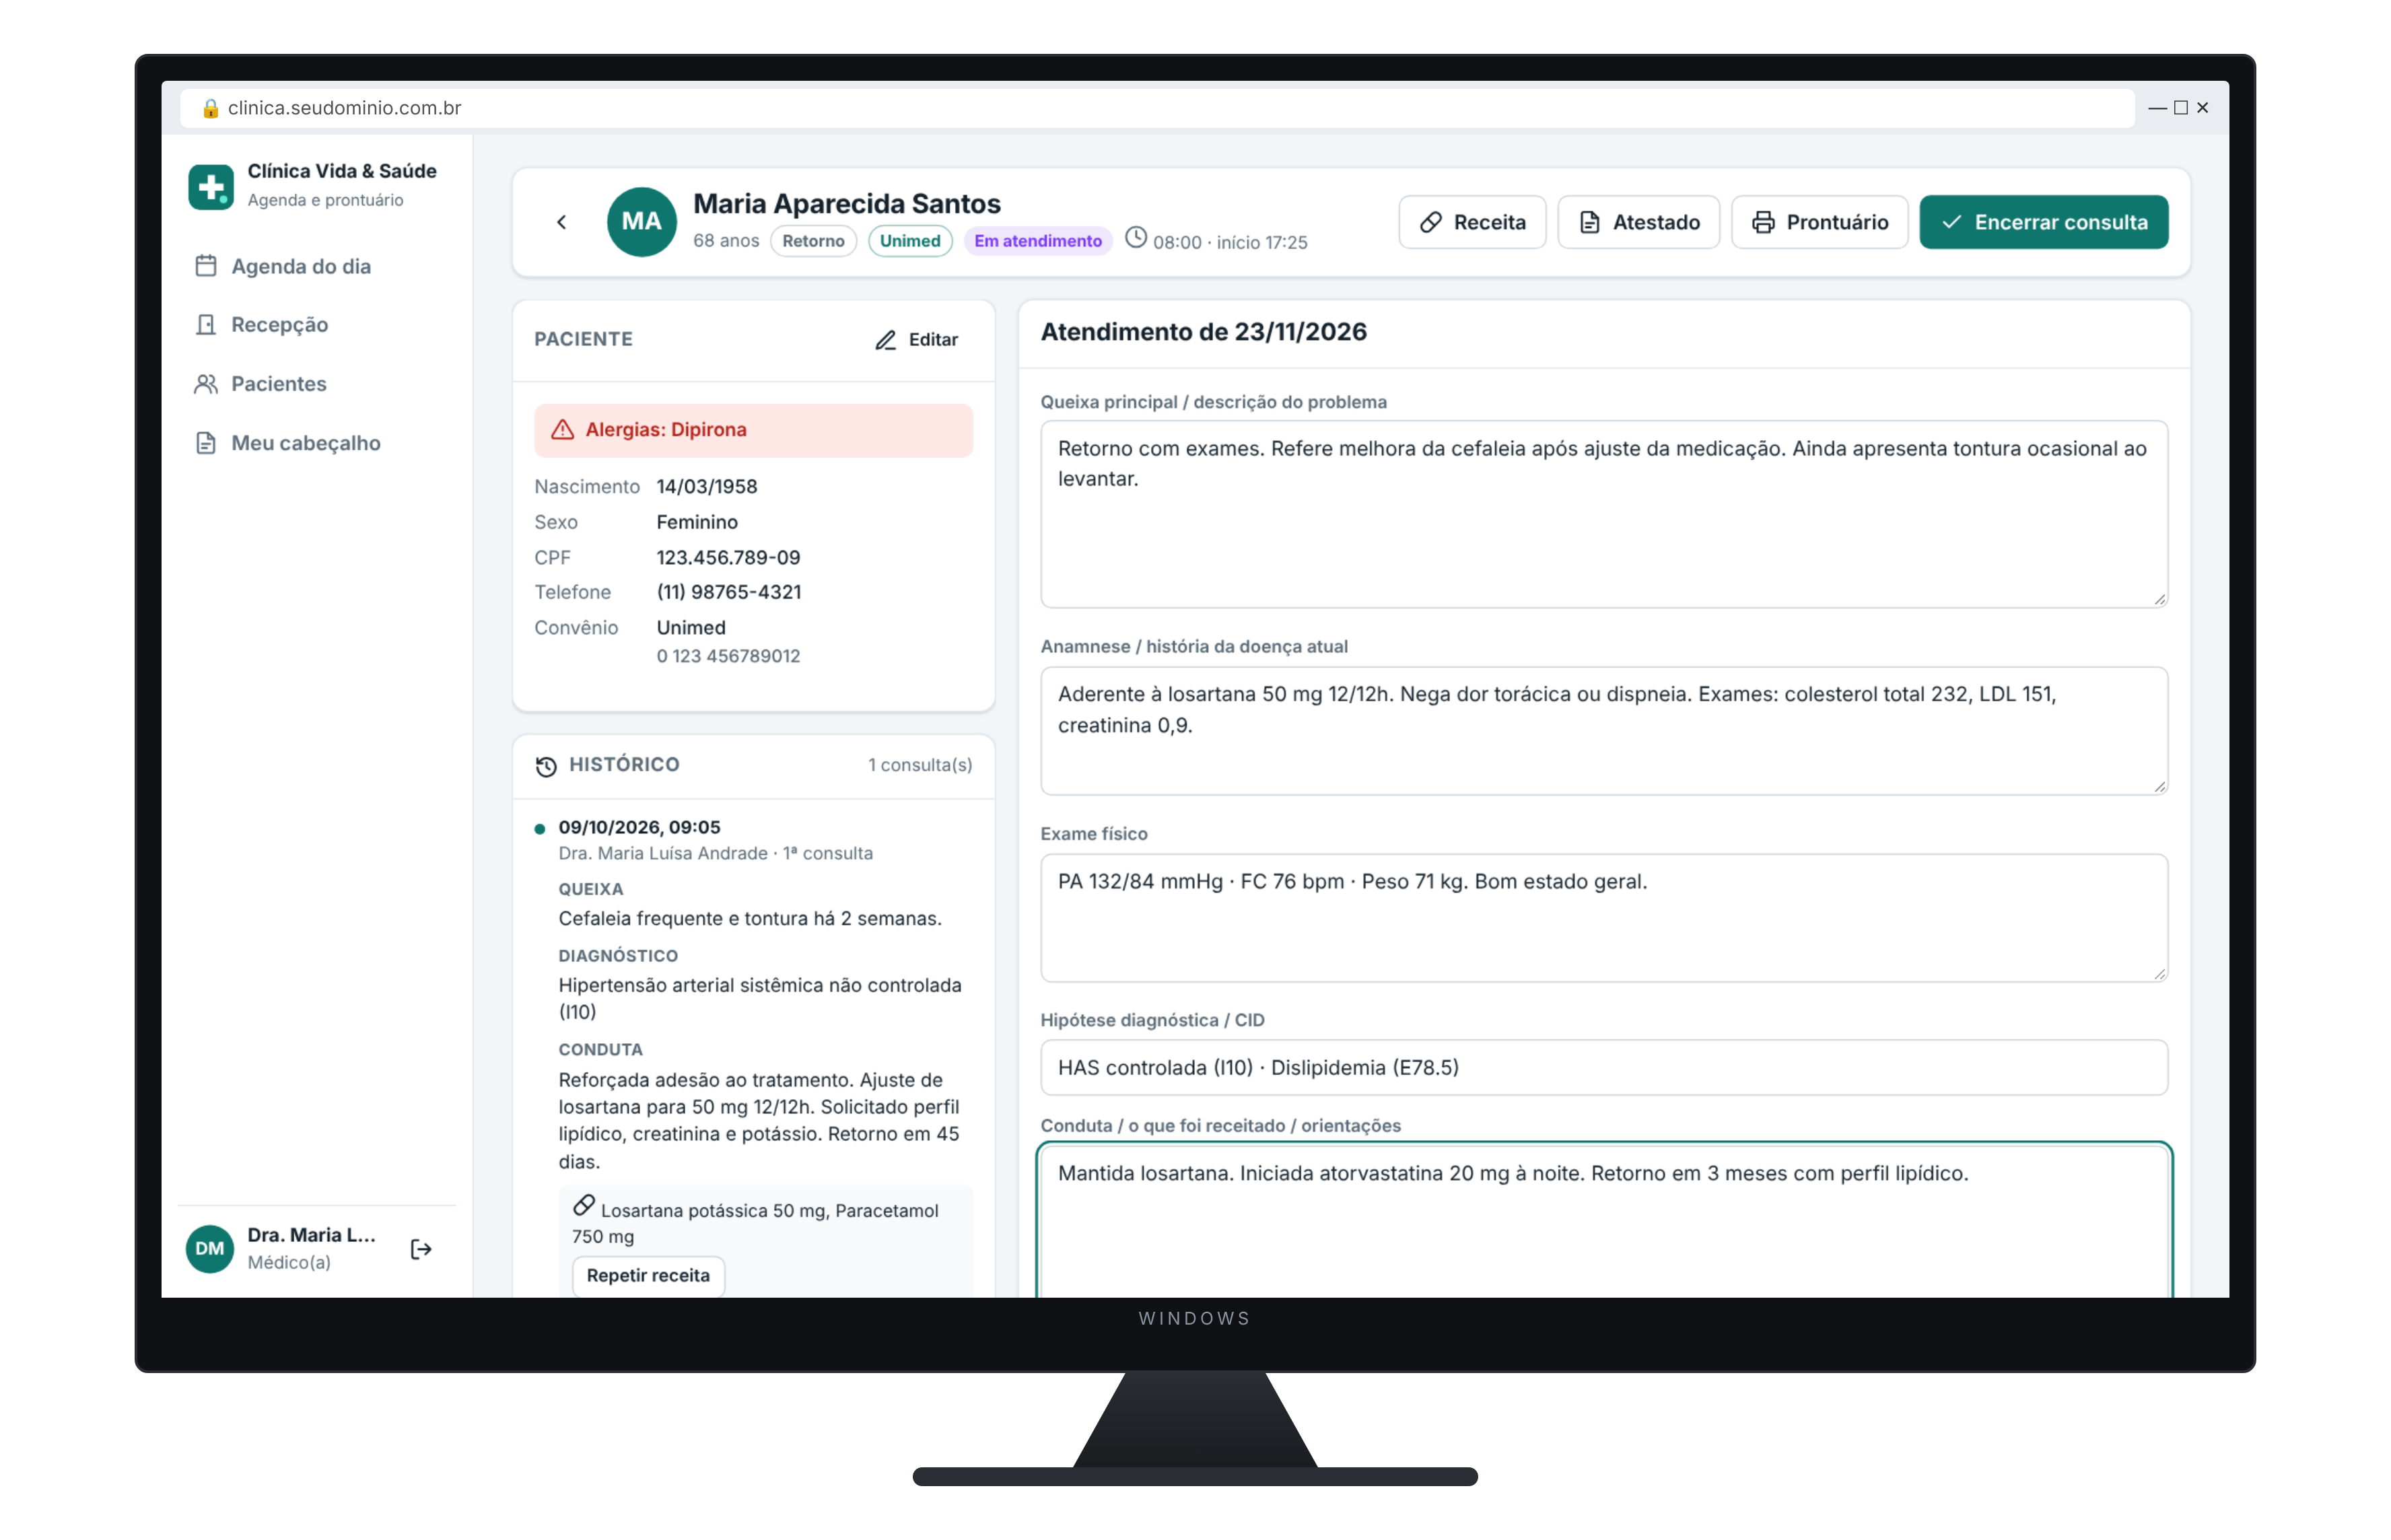 clinica.seudominio.com.br
Clínica Vida & Saúde
Agenda e prontuário
Agenda do dia
Recepção
Pacientes
Meu cabeçalho
Dra. Maria L...
Médico(a)
DM
MA
Maria Aparecida Santos
68 anos Retorno Unimed Em atendimento 08:00 · início 17:25
Receita
Atestado
Prontuário
Encerrar consulta
PACIENTE
Editar
Alergias: Dipirona
Nascimento 14/03/1958
Sexo Feminino
CPF 123.456.789-09
Telefone (11) 98765-4321
Convênio Unimed
0 123 456789012
HISTÓRICO 1 consulta(s)
09/10/2026, 09:05
Dra. Maria Luísa Andrade · 1ª consulta
QUEIXA
Cefaleia frequente e tontura há 2 semanas.
DIAGNÓSTICO
Hipertensão arterial sistêmica não controlada
(I10)
CONDUTA
Reforçada adesão ao tratamento. Ajuste de
losartana para 50 mg 12/12h. Solicitado perfil
lipídico, creatinina e potássio. Retorno em 45
dias.
Losartana potássica 50 mg, Paracetamol
750 mg
Repetir receita
Atendimento de 23/11/2026
Queixa principal / descrição do problema
Retorno com exames. Refere melhora da cefaleia após ajuste da medicação. Ainda apresenta tontura ocasional ao
levantar.
Anamnese / história da doença atual
Aderente à losartana 50 mg 12/12h. Nega dor torácica ou dispneia. Exames: colesterol total 232, LDL 151,
creatinina 0,9.
Exame físico
PA 132/84 mmHg · FC 76 bpm · Peso 71 kg. Bom estado geral.
Hipótese diagnóstica / CID
HAS controlada (I10) · Dislipidemia (E78.5)
Conduta / o que foi receitado / orientações
Mantida losartana. Iniciada atorvastatina 20 mg à noite. Retorno em 3 meses com perfil lipídico.
WINDOWS